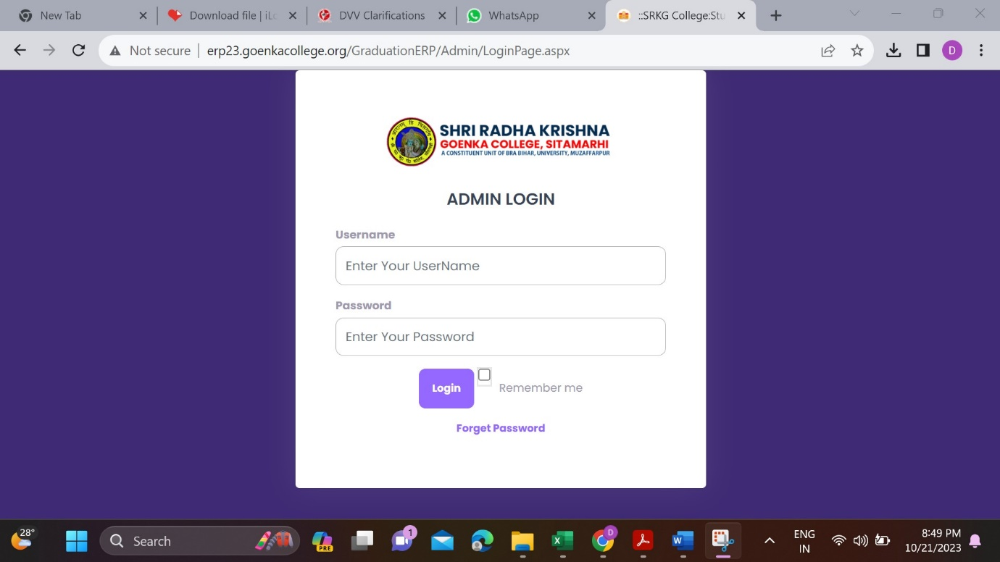 New Tab
Download file | iLo
DVV Clarifications
WhatsApp
::SRKG College:Stu
Not secure
erp23.goenkacollege.org/GraduationERP/Admin/LoginPage.aspx
D
SHRI RADHA KRISHNA
GOENKA COLLEGE, SITAMARHI
A CONSTITUENT UNIT OF BRA BIHAR, UNIVERSITY, MUZAFFARPUR
ADMIN LOGIN
Username
Enter Your UserName
Password
Enter Your Password
Login
Remember me
Forget Password
28°
Search
PRE
1
D
ENG
IN
8:49 PM
10/21/2023